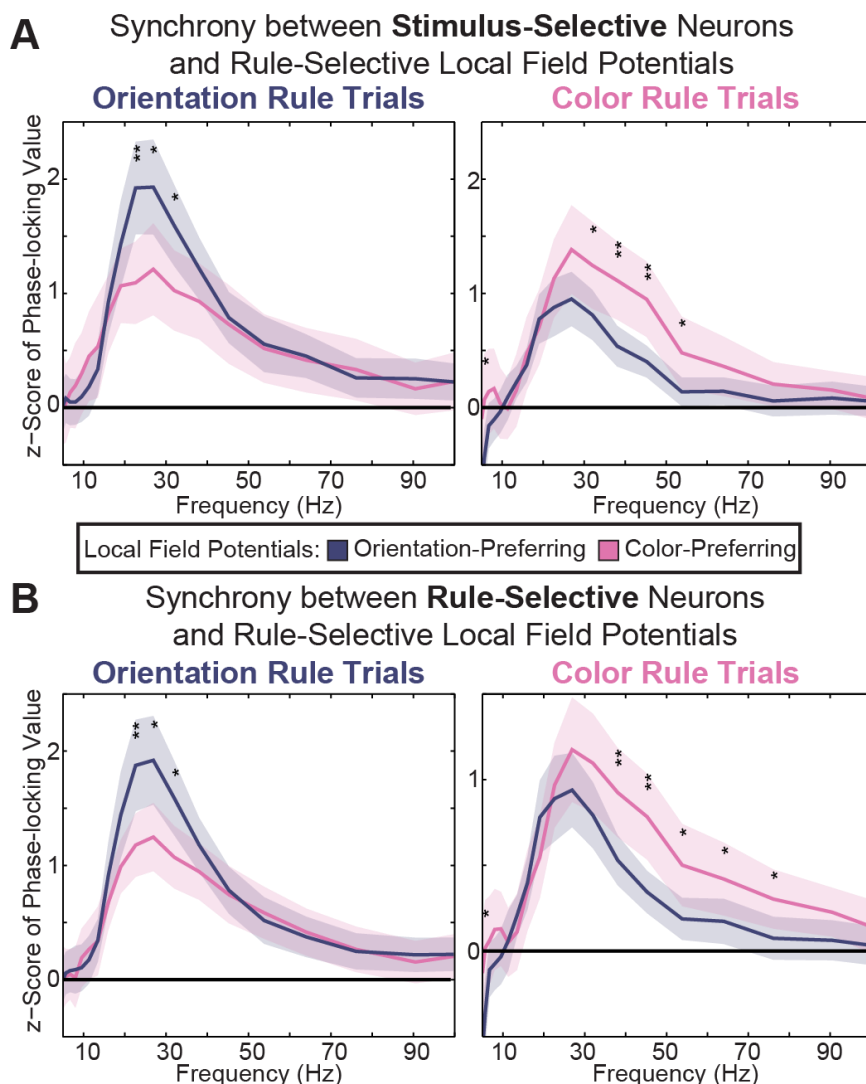 A
Synchrony between Stimulus-Selective Neurons
and Rule-Selective Local Field Potentials
Orientation Rule Trials
Color Rule Trials
z-Score of Phase-locking Value
2
1
0
** * *
10 30 50 70 90
Frequency (Hz)
2
1
0
* * ** ** *
10 30 50 70 90
Frequency (Hz)
Local Field Potentials: Orientation-Preferring Color-Preferring
B
Synchrony between Rule-Selective Neurons
and Rule-Selective Local Field Potentials
Orientation Rule Trials
Color Rule Trials
z-Score of Phase-locking Value
2
1
0
** * *
10 30 50 70 90
Frequency (Hz)
1
0
* ** ** * * *
10 30 50 70 90
Frequency (Hz)